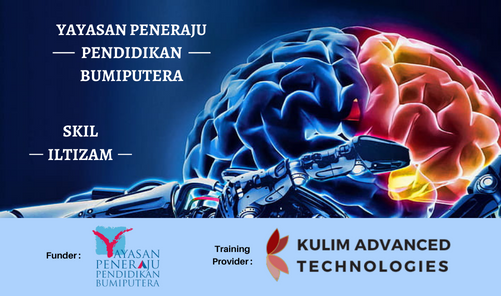 YAYASAN PENERAJU
PENDIDIKAN
BUMIPUTERA
SKIL
ILTIZAM
Funder :
YAYASAN
PENERAJU
PENDIDIKAN
BUMIPUTERA
Training
Provider :
KULIM ADVANCED
TECHNOLOGIES